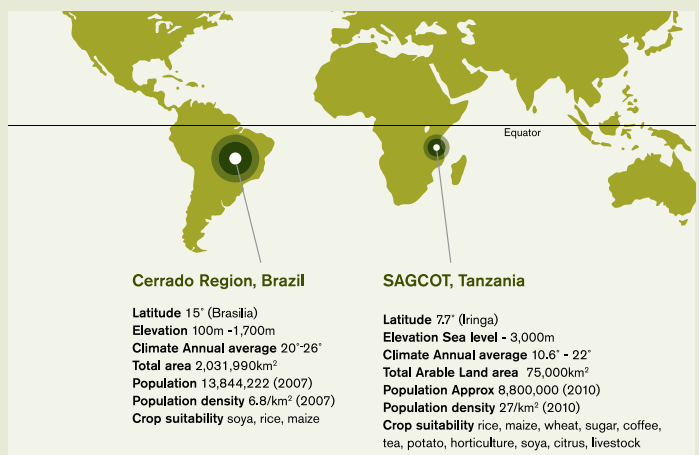 Equator
Cerrado Region, Brazil
Latitude 15° (Brasilia)
Elevation 100m -1,700m
Climate Annual average 20°-26°
Total area 2,031,990km²
Population 13,844,222 (2007)
Population density 6.8/km² (2007)
Crop suitability soya, rice, maize
SAGCOT, Tanzania
Latitude 7.7° (Iringa)
Elevation Sea level - 3,000m
Climate Annual average 10.6° - 22°
Total Arable Land area 75,000km²
Population Approx 8,800,000 (2010)
Population density 27/km² (2010)
Crop suitability rice, maize, wheat, sugar, coffee,
tea, potato, horticulture, soya, citrus, livestock